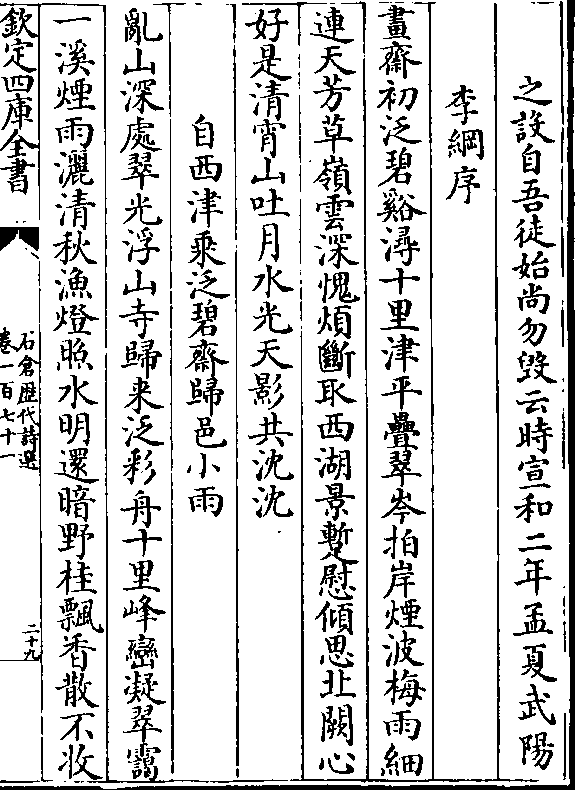 之設自吾徒始尚勿毀云時宣和二年孟夏武陽
李綱序
畫齋初泛碧谿潯十里津平疊翠岑拍岸煙波梅雨細
連天芳草嶺雲深愧煩斷取西湖景蹔慰傾思北闕心
好是清宵山吐月水光天影共沈沈
自西津乘泛碧齋歸邑小雨
亂山深處翠光浮山寺歸来泛彩舟十里峰巒凝翠靄
一溪煙雨灑清秋漁燈照水明還暗野桂飄香散不收
欽定四庫全書
石倉歴代詩選
卷一百七十一
二十九